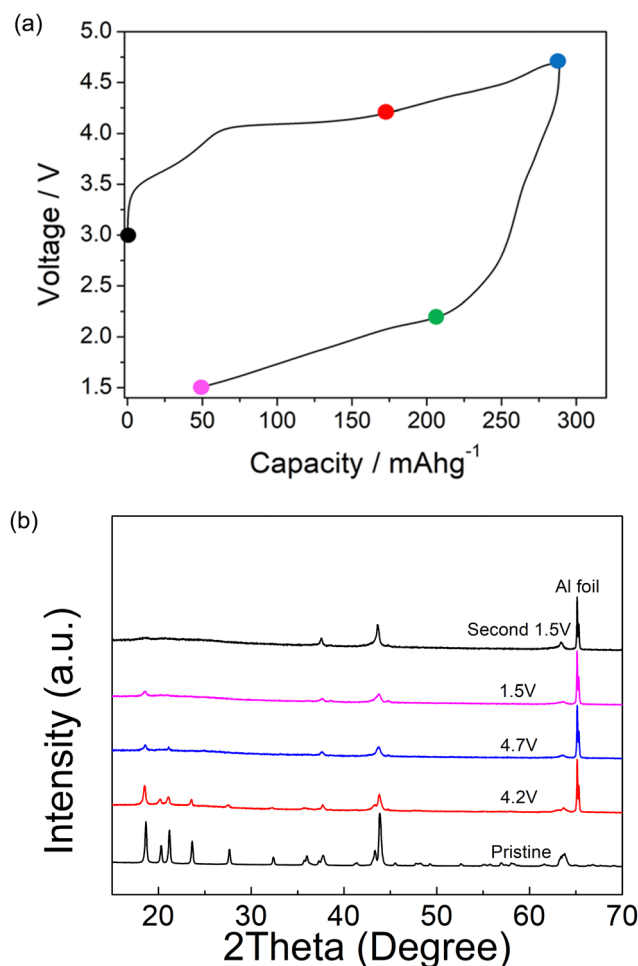 (a)
5.0
4.5
4.0
3.5
3.0
2.5
2.0
1.5
Voltage / V
0 50 100 150 200 250 300
Capacity / mAhg⁻¹
(b)
Al foil
Second 1.5V
1.5V
4.7V
4.2V
Pristine
Intensity (a.u.)
20 30 40 50 60 70
2Theta (Degree)